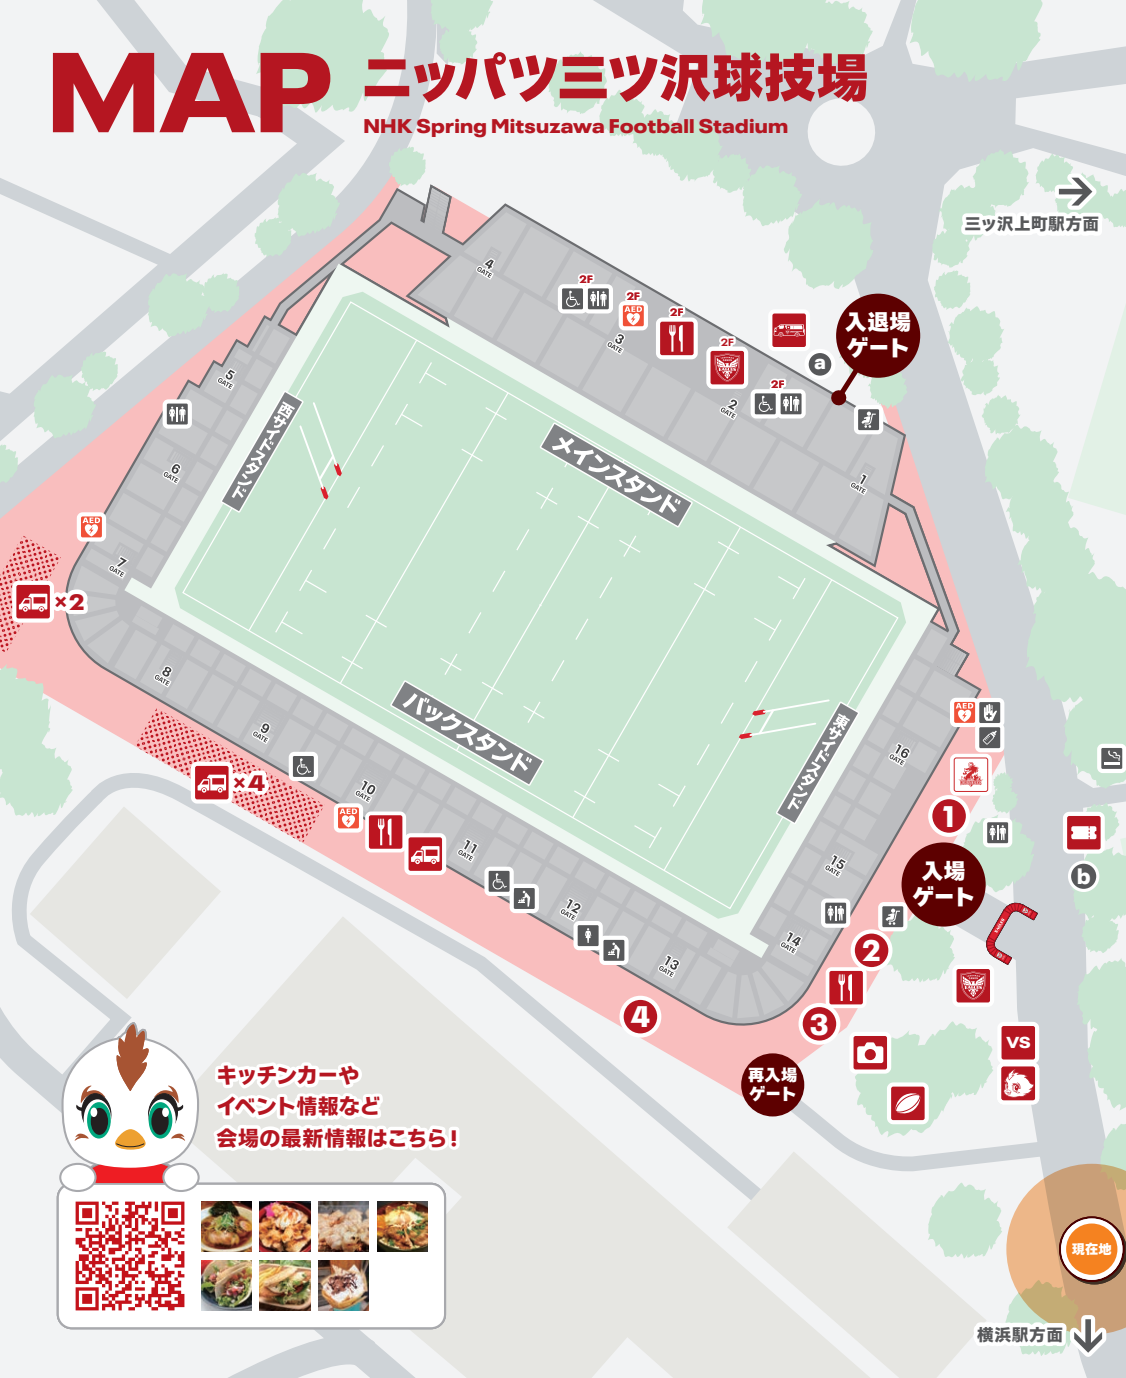 MAP
ニッパツ三ツ沢球技場
NHK Spring Mitsuzawa Football Stadium
三ッ沢上町駅方面
4
GATE
2F
2F
AED
2F
3
GATE
2F
2F
2
GATE
a
入退場
ゲート
1
GATE
5
GATE
6
GATE
AED
7
GATE
×2
西サイドスタンド
メインスタンド
バックスタンド
東サイドスタンド
8
GATE
×4
9
GATE
10
GATE
AED
11
GATE
12
GATE
13
GATE
14
GATE
15
GATE
16
GATE
AED
1
入場
ゲート
b
2
3
4
再入場
ゲート
VS
キッチンカーや
イベント情報など
会場の最新情報はこちら!
現在地
横浜駅方面